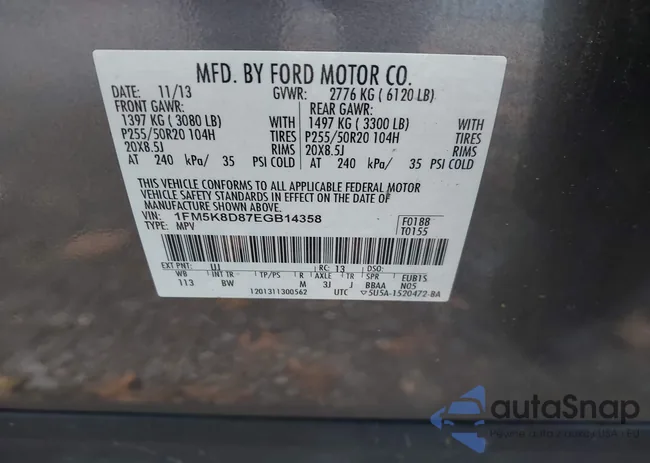 MFD. BY FORD MOTOR CO.
DATE: 11/13 GVWR: 2776 KG ( 6120 LB)
FRONT GAWR: REAR GAWR:
1397 KG ( 3080 LB) WITH 1497 KG ( 3300 LB) WITH
P255/50R20 104H TIRES P255/50R20 104H TIRES
20X8.5J RIMS 20X8.5J RIMS
AT 240 kPa/ 35 PSI COLD AT 240 kPa/ 35 PSI COLD
THIS VEHICLE CONFORMS TO ALL APPLICABLE FEDERAL MOTOR
VEHICLE SAFETY STANDARDS IN EFFECT ON THE DATE OF
MANUFACTURE SHOWN ABOVE.
VIN: 1FM5K8D87EGB14358 F0188
TYPE: MPV T0155
EXT PNT: UJ RC: 13 DSO:
WB INT TR TP/PS R AXLE TR SPR EUB1S
113 BW M 3J J BBAA N05
1201311300562 UTC 5U5A-1520472-BA
autaSnap